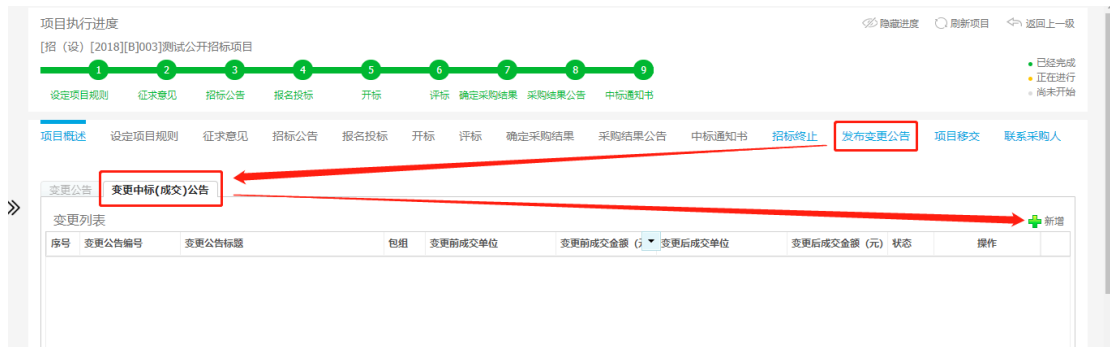 项目执行进度 隐藏进度 刷新项目 返回上一级
[招（设）[2018][B]003]测试公开招标项目
已经完成
正在进行
尚未开始
1 2 3 4 5 6 7 8 9
设定项目规则 征求意见 招标公告 报名投标 开标 评标 确定采购结果 采购结果公告 中标通知书
项目概述 设定项目规则 征求意见 招标公告 报名投标 开标 评标 确定采购结果 采购结果公告 中标通知书 招标终止 发布变更公告 项目移交 联系采购人
变更公告 变更中标(成交)公告
变更列表 新增
序号 变更公告编号 变更公告标题 包组 变更前成交单位 变更前成交金额 变更后成交单位 变更后成交金额（元） 状态 操作